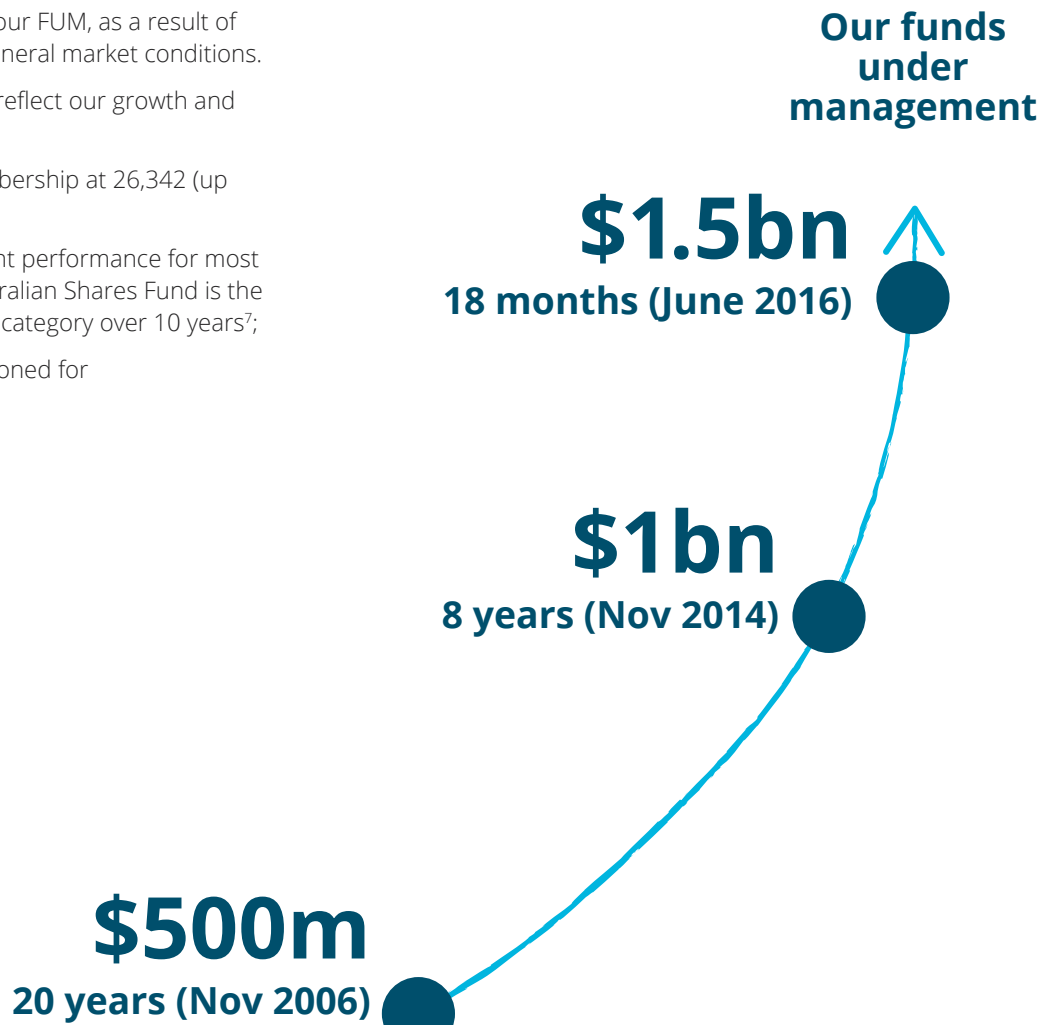 our FUM, as a result of
neral market conditions.
reflect our growth and
bership at 26,342 (up
nt performance for most
ralian Shares Fund is the
category over 10 years⁷;
oned for
Our funds
under
management
$1.5bn
18 months (June 2016)
$1bn
8 years (Nov 2014)
$500m
20 years (Nov 2006)